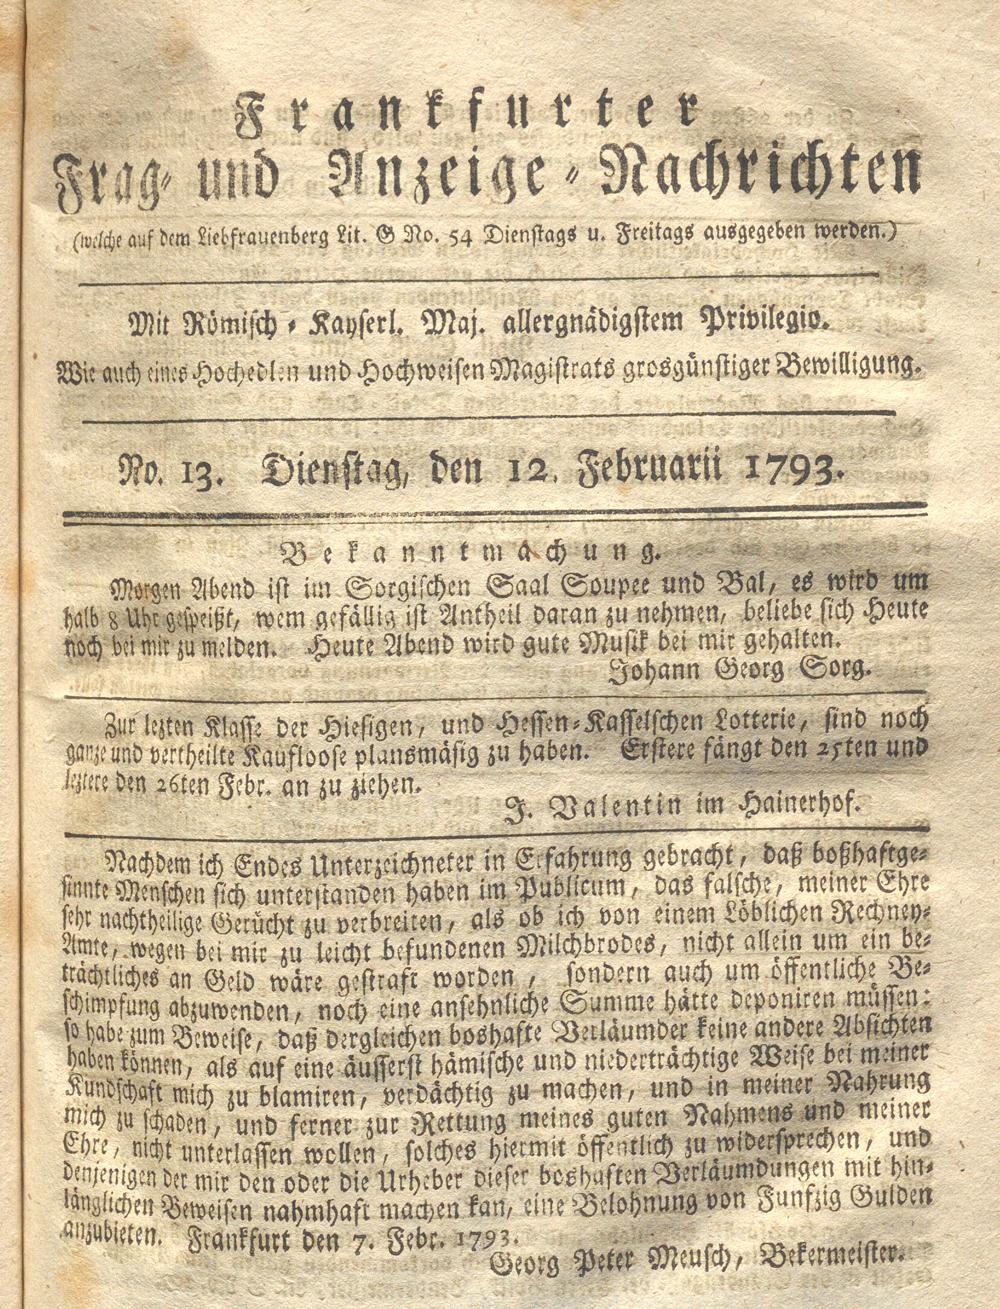 Frankfurter
Frag- und Anzeige-Nachrichten
(welche auf dem Liebfrauenberg Lit. G No. 54 Dienstags u. Freitags ausgegeben werden.)
Mit Römisch-Kayserl. Maj. allergnädigstem Privilegio.
Wie auch eines Hochedlen und Hochweisen Magistrats grosgünstiger Bewilligung.
No. 13. Dienstag, den 12. Februarii 1793.
Bekanntmachung.
Morgen Abend ist im Sorgischen Saal Soupee und Bal, es wird um
halb 8 Uhr gespeißt, wem gefällig ist Antheil daran zu nehmen, beliebe sich Heute
noch bei mir zu melden. Heute Abend wird gute Musik bei mir gehalten.
Johann Georg Sorg.
Zur lezten Klasse der Hiesigen, und Hessen-Kasselschen Lotterie, sind noch
ganze und vertheilte Kaufloose plansmäsig zu haben. Erstere fängt den 25ten und
leztere den 26ten Febr. an zu ziehen.
J. Valentin im Hainerhof.
Nachdem ich Endes Unterzeichneter in Erfahrung gebracht, daß boßhaftge-
sinnte Menschen sich unterstanden haben im Publicum, das falsche, meiner Ehre
sehr nachtheilige Gerücht zu verbreiten, als ob ich von einem Löblichen Rechney-
Amte, wegen bei mir zu leicht befundenen Milchbrodes, nicht allein um ein be-
trächtliches an Geld wäre gestraft worden, sondern auch um öffentliche Be-
schimpfung abzuwenden, noch eine ansehnliche Summe hätte deponiren müssen:
so habe zum Beweise, daß dergleichen boshafte Verläumder keine andere Absichten
haben können, als auf eine äusserst hämische und niederträchtige Weise bei meiner
Kundschaft mich zu blamiren, verdächtig zu machen, und in meiner Nahrung
mich zu schaden, und ferner zur Rettung meines guten Nahmens und meiner
Ehre, nicht unterlassen wollen, solches hiermit öffentlich zu widersprechen, und
denjenigen der mir den oder die Urheber dieser boshaften Verläumdungen mit hin-
länglichen Beweisen nahmhaft machen kan, eine Belohnung von Funfzig Gulden
anzubieten. Frankfurt den 7. Febr. 1793.
Georg Peter Meusch, Bekermeister.